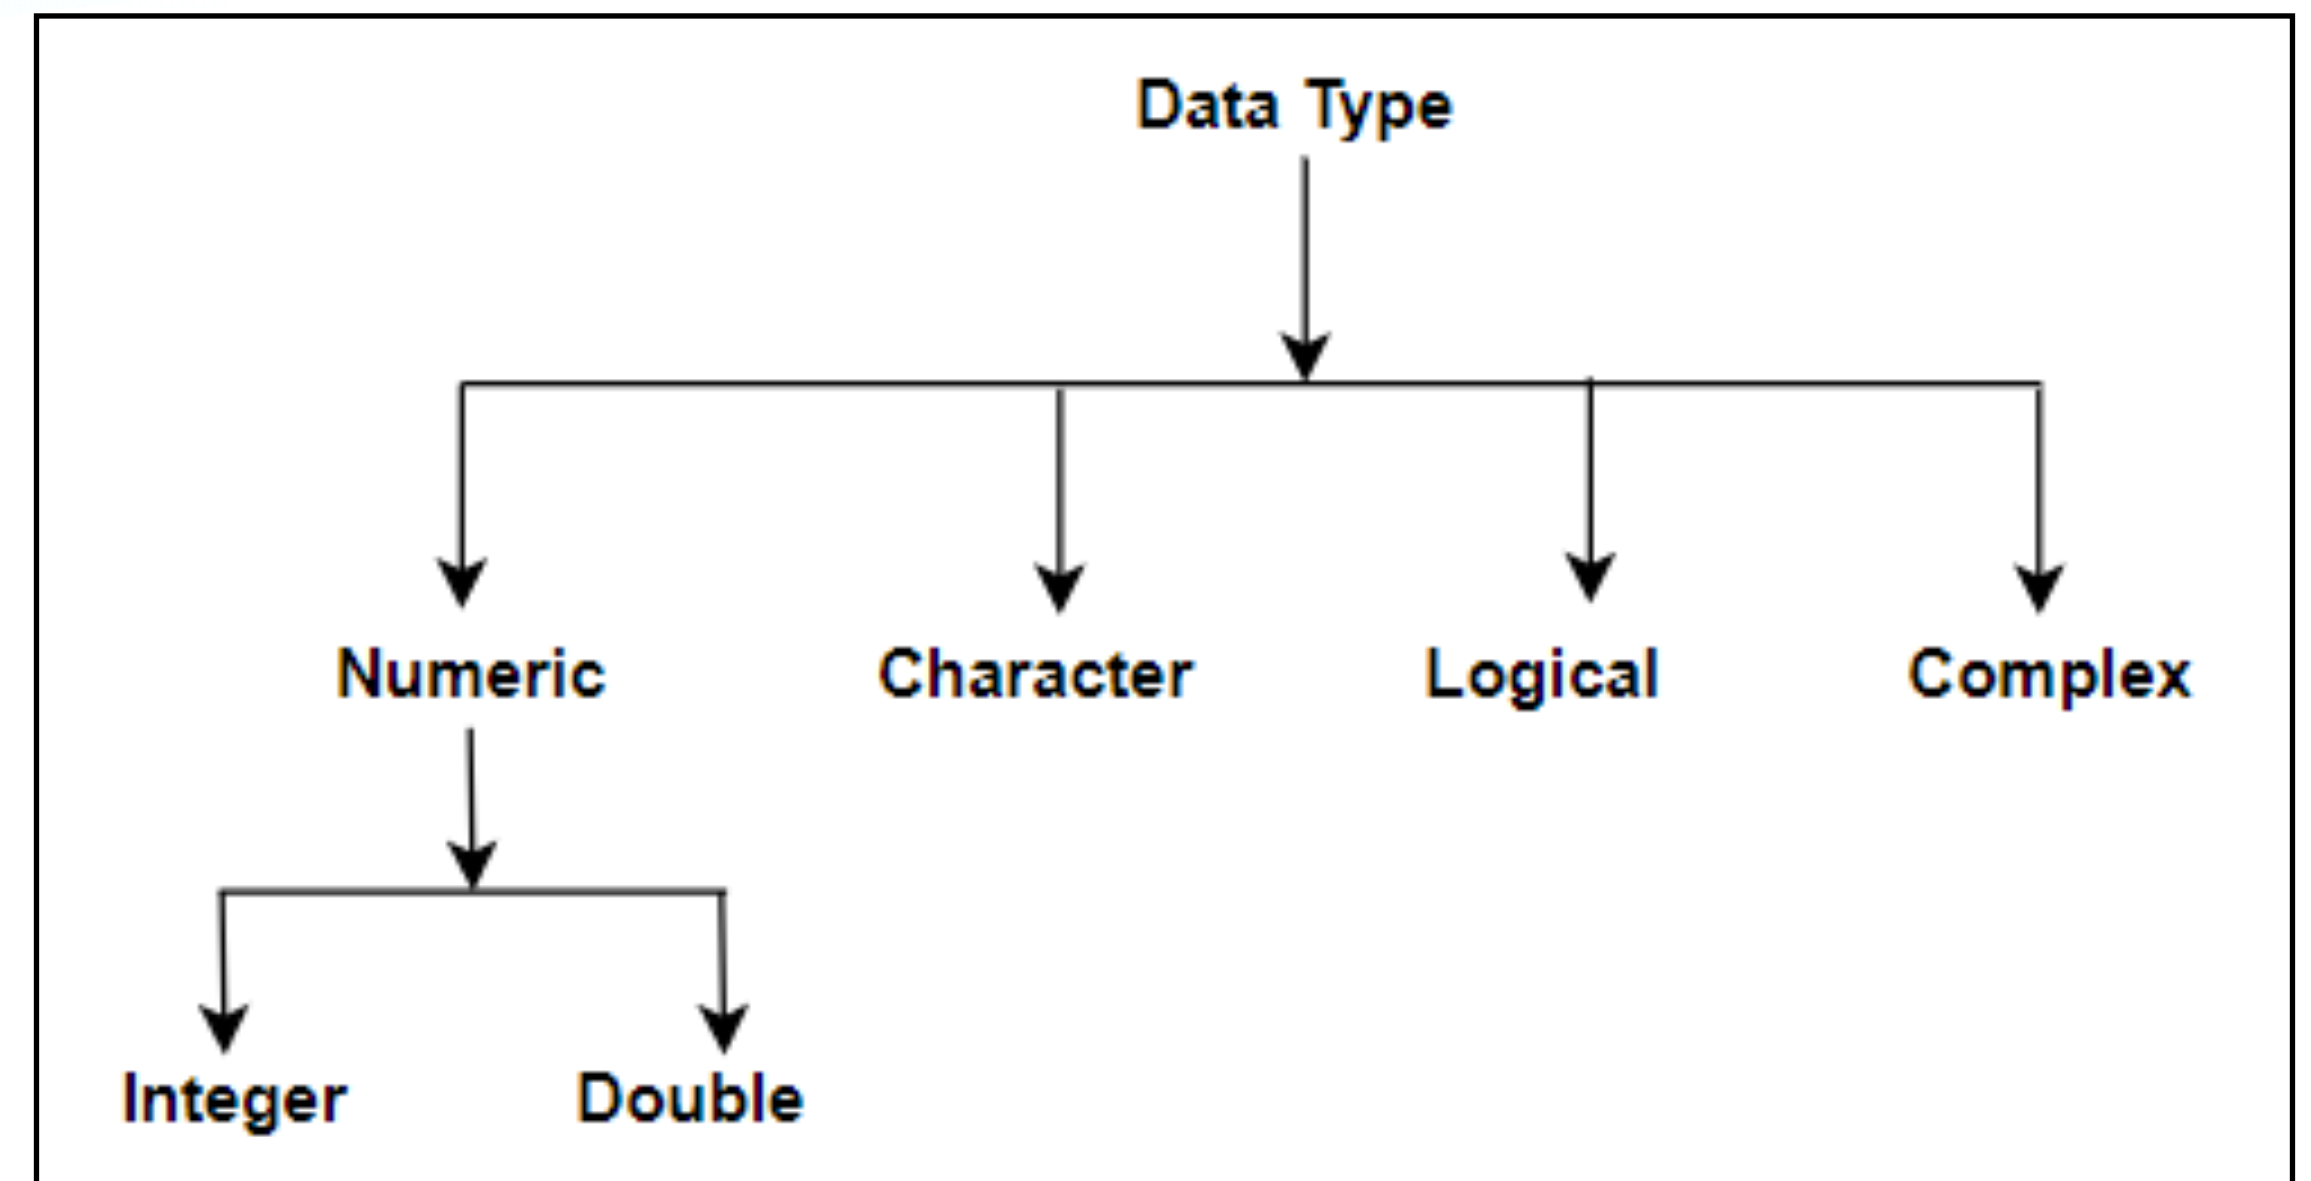 Data Type
Numeric Character Logical Complex
Integer Double